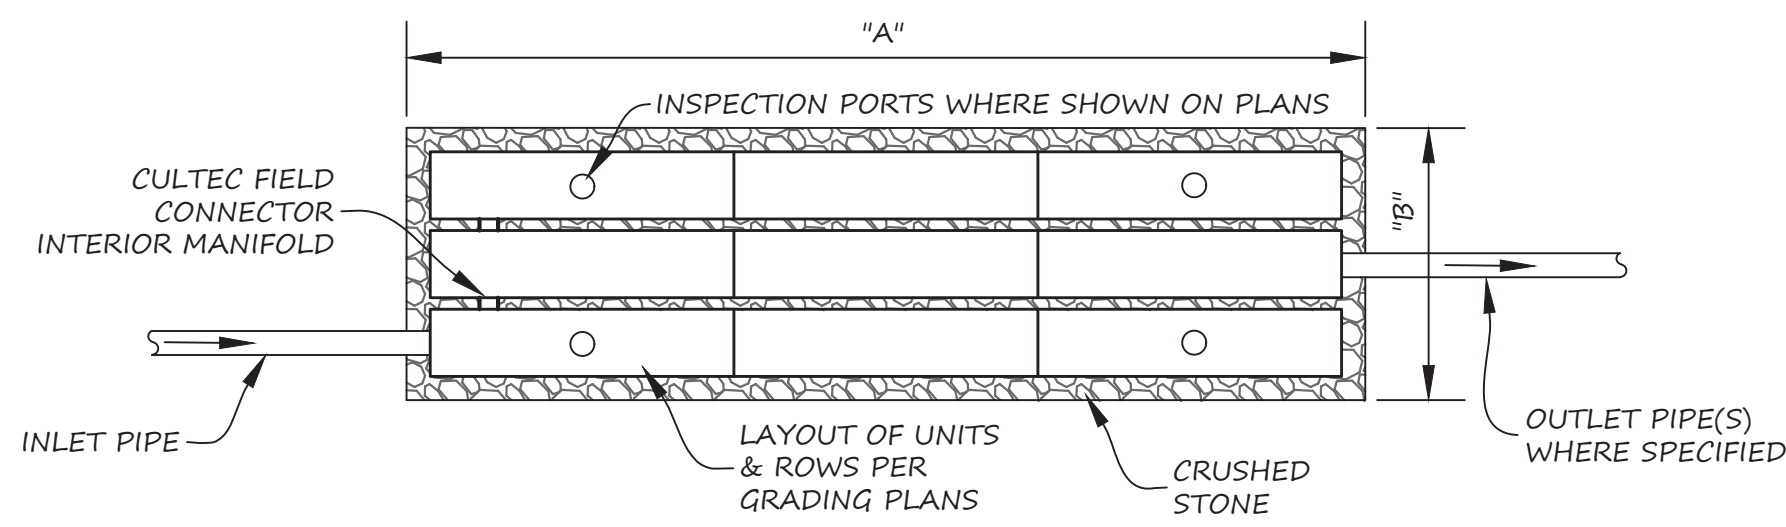 "A"
INSPECTION PORTS WHERE SHOWN ON PLANS
CULTEC FIELD
CONNECTOR
INTERIOR MANIFOLD
"B"
INLET PIPE
LAYOUT OF UNITS
& ROWS PER
GRADING PLANS
CRUSHED
STONE
OUTLET PIPE(S)
WHERE SPECIFIED